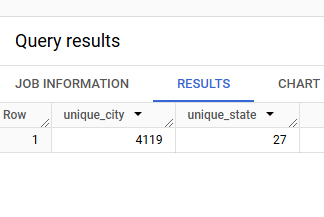 Query results
JOB INFORMATION RESULTS CHART
Row unique_city unique_state
1 4119 27